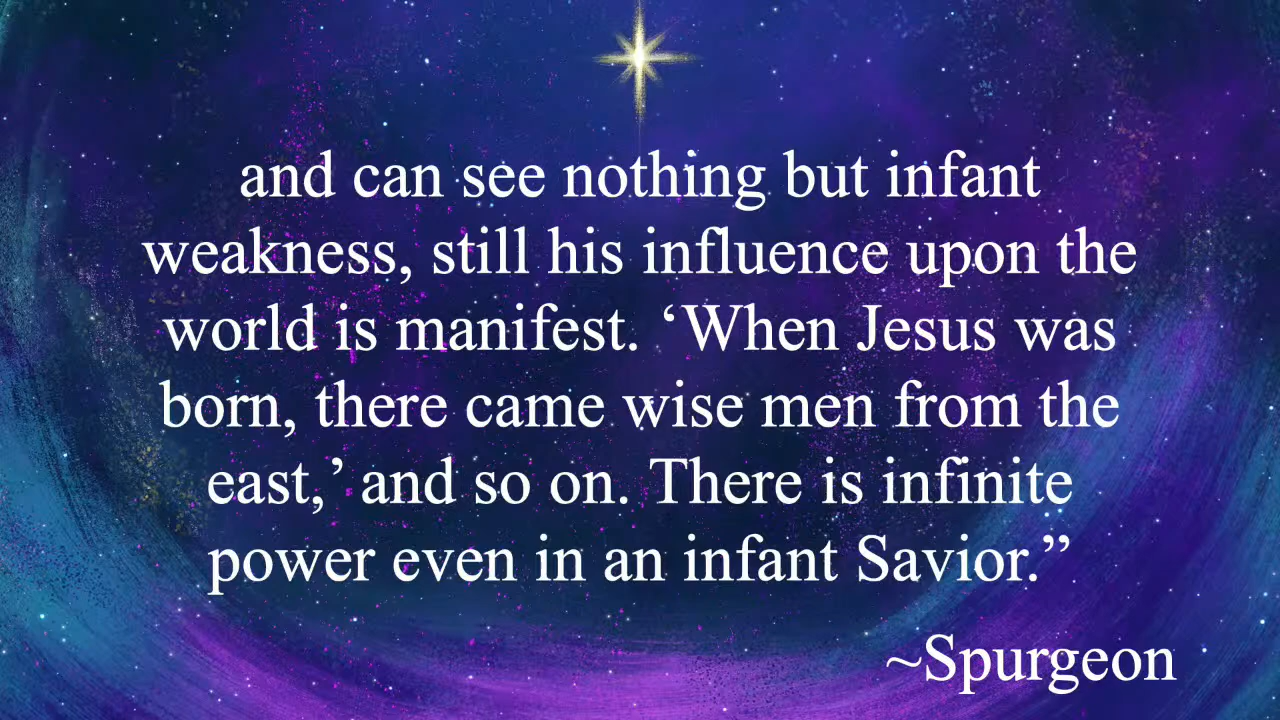 and can see nothing but infant
weakness, still his influence upon the
world is manifest. ‘When Jesus was
born, there came wise men from the
east,’ and so on. There is infinite
power even in an infant Savior.”
~Spurgeon